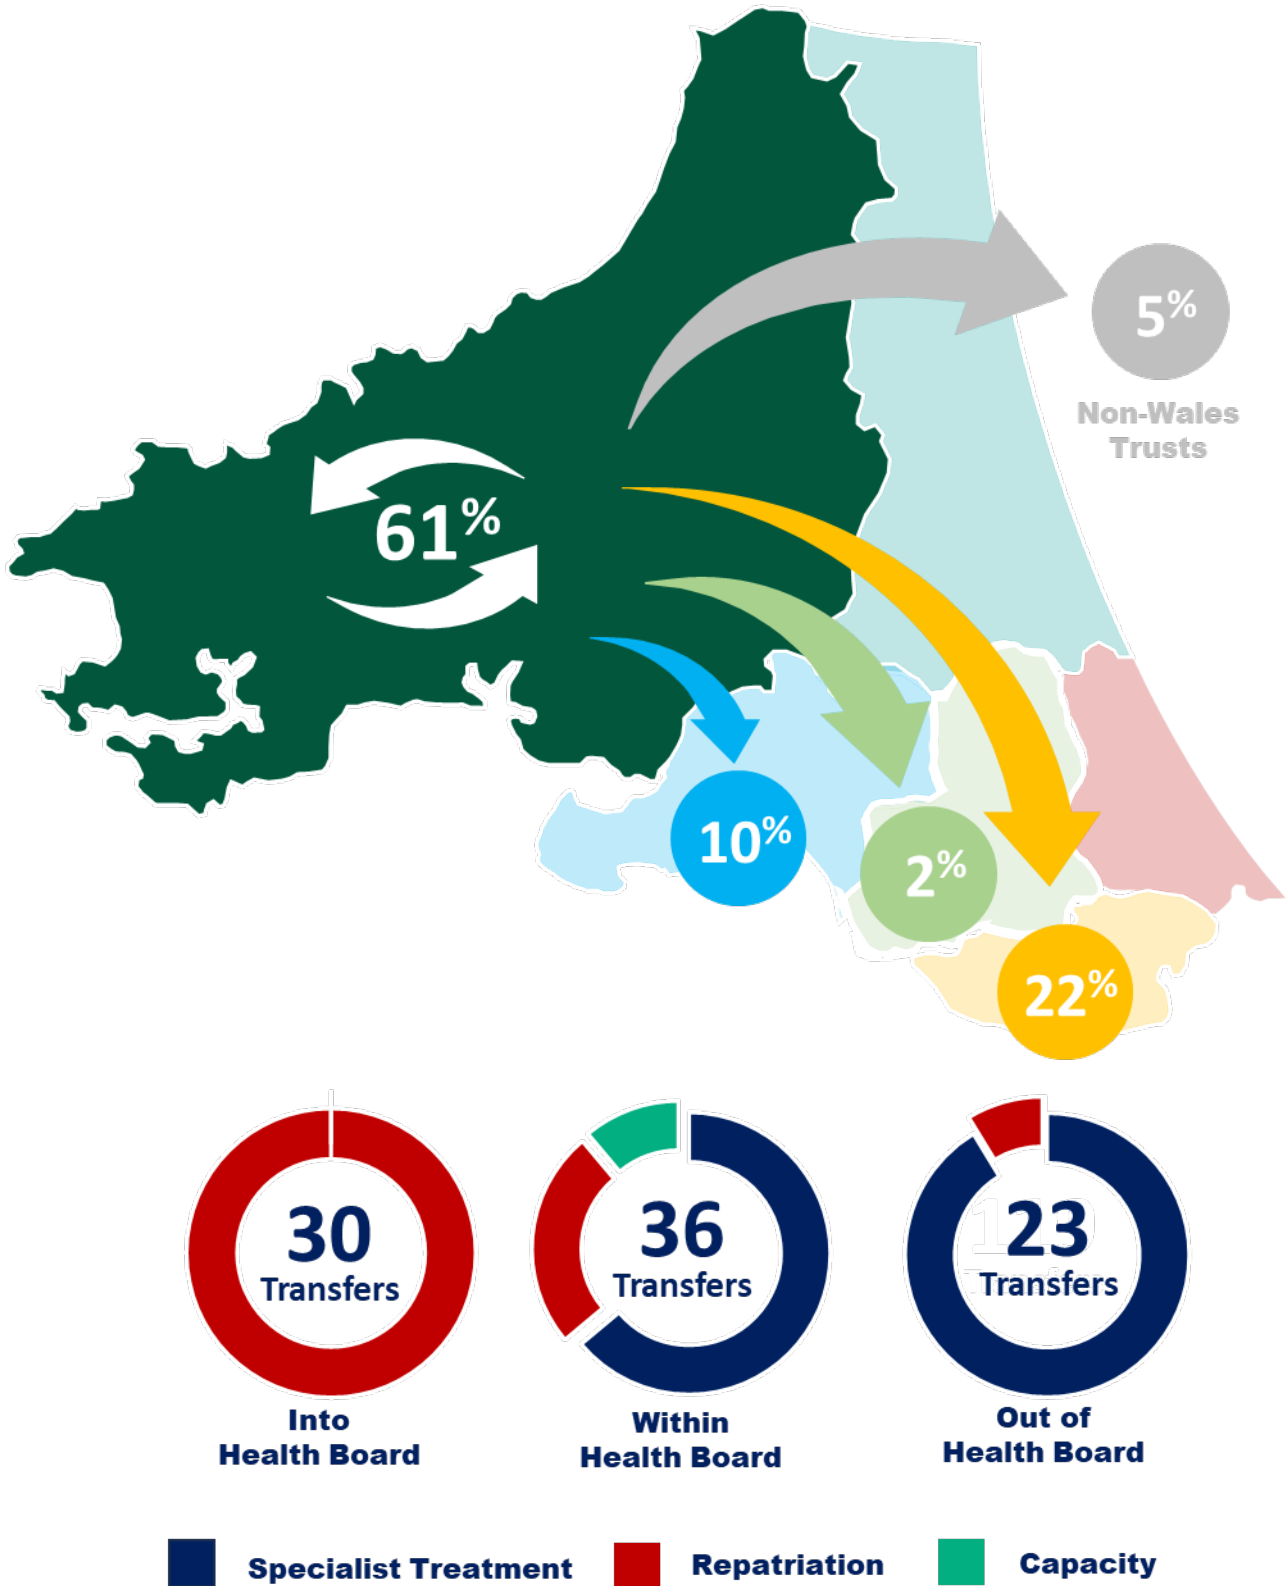 5%
Non-Wales
Trusts
61%
10%
2%
22%
30
Transfers
36
Transfers
23
Transfers
Into
Health Board
Within
Health Board
Out of
Health Board
Specialist Treatment
Repatriation
Capacity